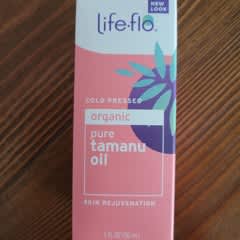 NEW
LOOK
life-flo®
COLD PRESSED
organic
pure
tamanu
oil
SKIN REJUVENATION